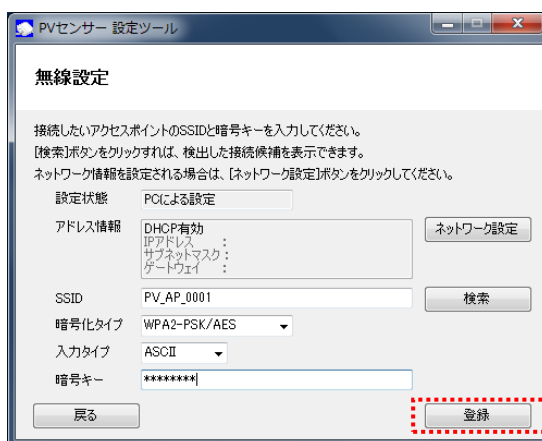 PVセンサー 設定ツール
無線設定
接続したいアクセスポイントのSSIDと暗号キーを入力してください。
[検索]ボタンをクリックすれば、検出した接続候補を表示できます。
ネットワーク情報を設定される場合は、[ネットワーク設定]ボタンをクリックしてください。
設定状態 PCによる設定
アドレス情報 DHCP有効 ネットワーク設定
IPアドレス :
サブネットマスク :
ゲートウェイ :
SSID PV_AP_0001 検索
暗号化タイプ WPA2-PSK/AES
入力タイプ ASCII
暗号キー ********
戻る 登録